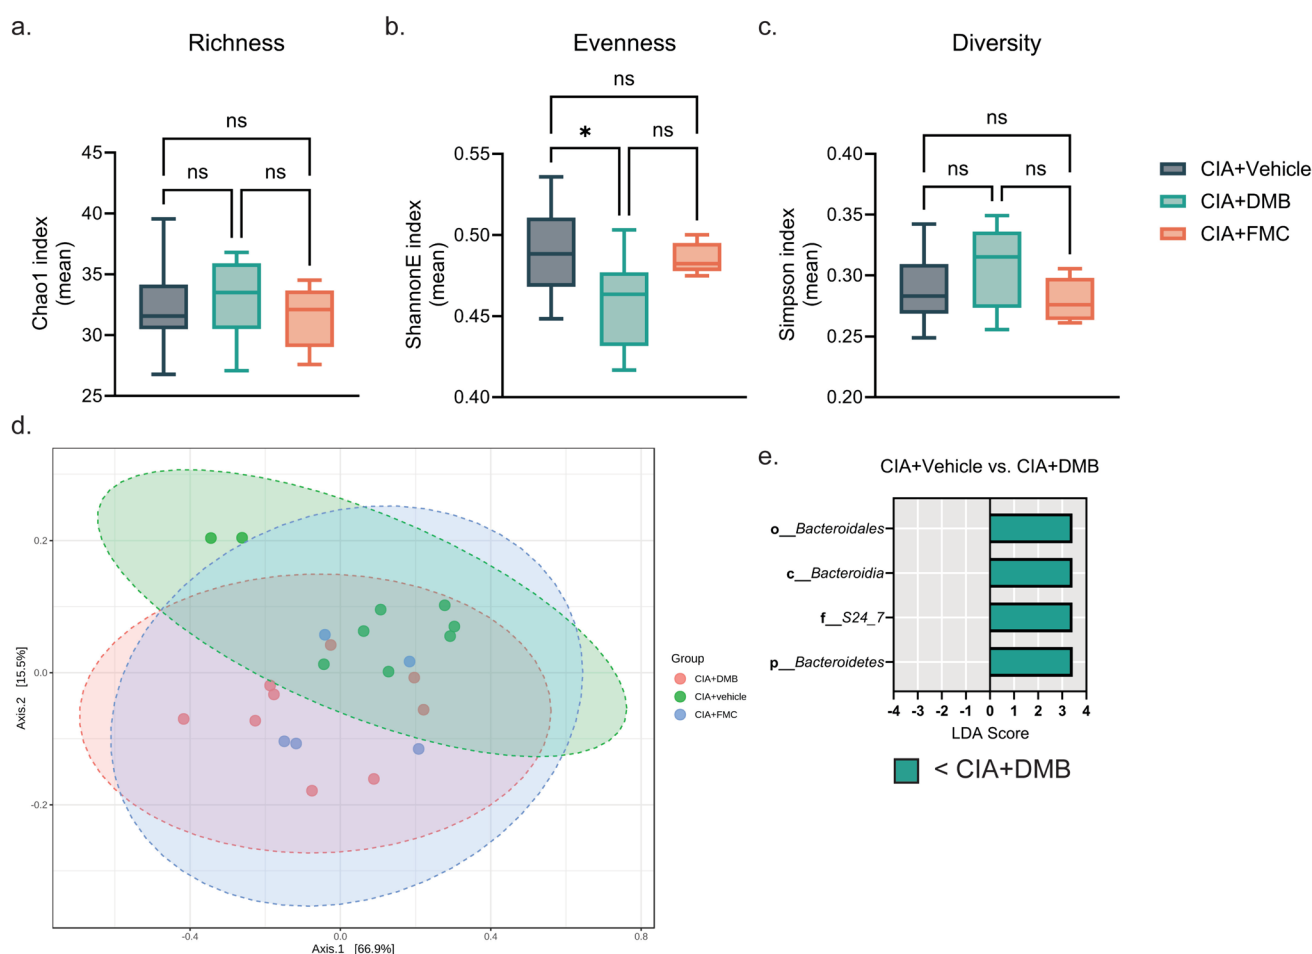 a.
Richness
ns
ns
ns
45
40
35
30
25
Chao1 index
(mean)
b.
Evenness
ns
*
ns
0.55
0.50
0.45
0.40
ShannonE index
(mean)
c.
Diversity
ns
ns
ns
0.40
0.35
0.30
0.25
0.20
Simpson index
(mean)
CIA+Vehicle
CIA+DMB
CIA+FMC
d.
0.2
0.0
-0.2
Axis.2 [15.5%]
-0.4
0.0
0.4
0.8
Axis.1 [66.9%]
Group
CIA+DMB
CIA+vehicle
CIA+FMC
e.
CIA+Vehicle vs. CIA+DMB
o__Bacteroidales
c__Bacteroidia
f__S24_7
p__Bacteroidetes
-4 -3 -2 -1 0 1 2 3 4
LDA Score
< CIA+DMB